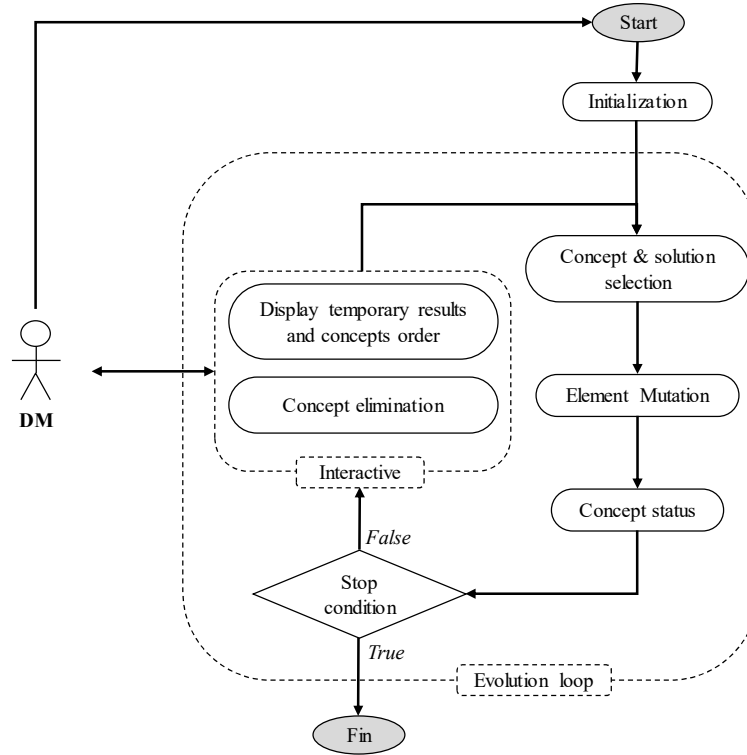 Start
Initialization
Concept & solution
selection
Display temporary results
and concepts order
Element Mutation
DM
Concept elimination
Interactive
Concept status
False
Stop
condition
True
Evolution loop
Fin